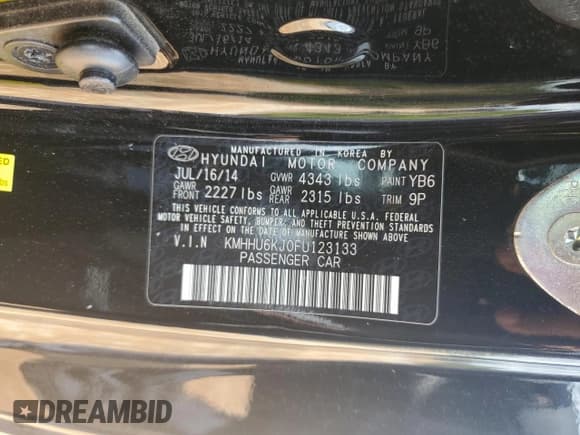 MANUFACTURED IN KOREA BY
HYUNDAI MOTOR COMPANY
JUL/16/14 GVWR 4343 lbs PAINT YB6
GAWR FRONT 2227 lbs GAWR REAR 2315 lbs TRIM 9P
THIS VEHICLE CONFORMS TO ALL APPLICABLE U.S.A. FEDERAL
MOTOR VEHICLE SAFETY, BUMPER, AND THEFT PREVENTION
STANDARDS IN EFFECT ON THE DATE OF MANUFACTURE SHOWN ABOVE.
V.I.N KMHHU6KJ0FU123133
PASSENGER CAR
DREAMBID